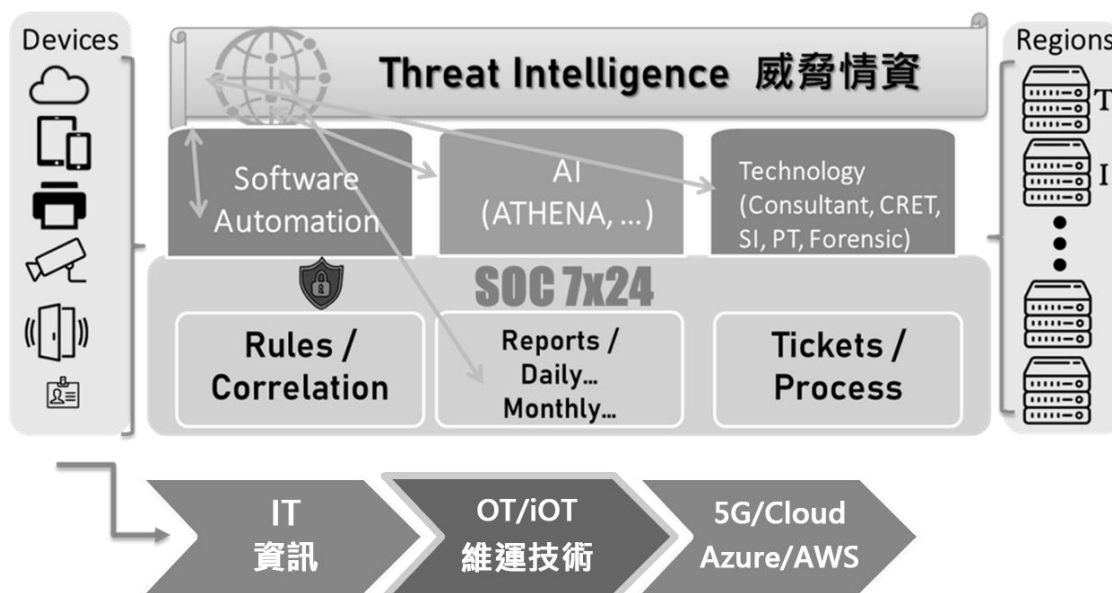 Devices
Threat Intelligence 威脅情資
Regions
T
I
Software
Automation
AI
(ATHENA, ...)
Technology
(Consultant, CRET,
SI, PT, Forensic)
SOC 7x24
Rules /
Correlation
Reports /
Daily...
Monthly...
Tickets /
Process
IT
資訊
OT/iOT
維運技術
5G/Cloud
Azure/AWS